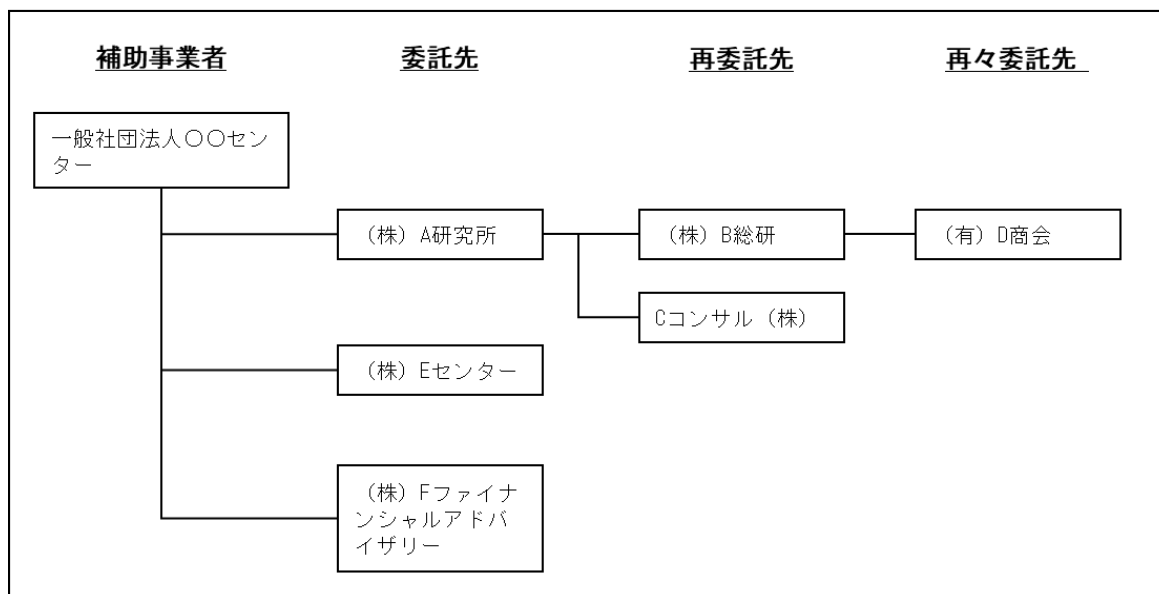 補助事業者
委託先
再委託先
再々委託先
一般社団法人〇〇セン
ター
（株）A研究所
（株）B総研
（有）D商会
Cコンサル（株）
（株）Eセンター
（株）Fファイナ
ンシャルアドバ
イザリー